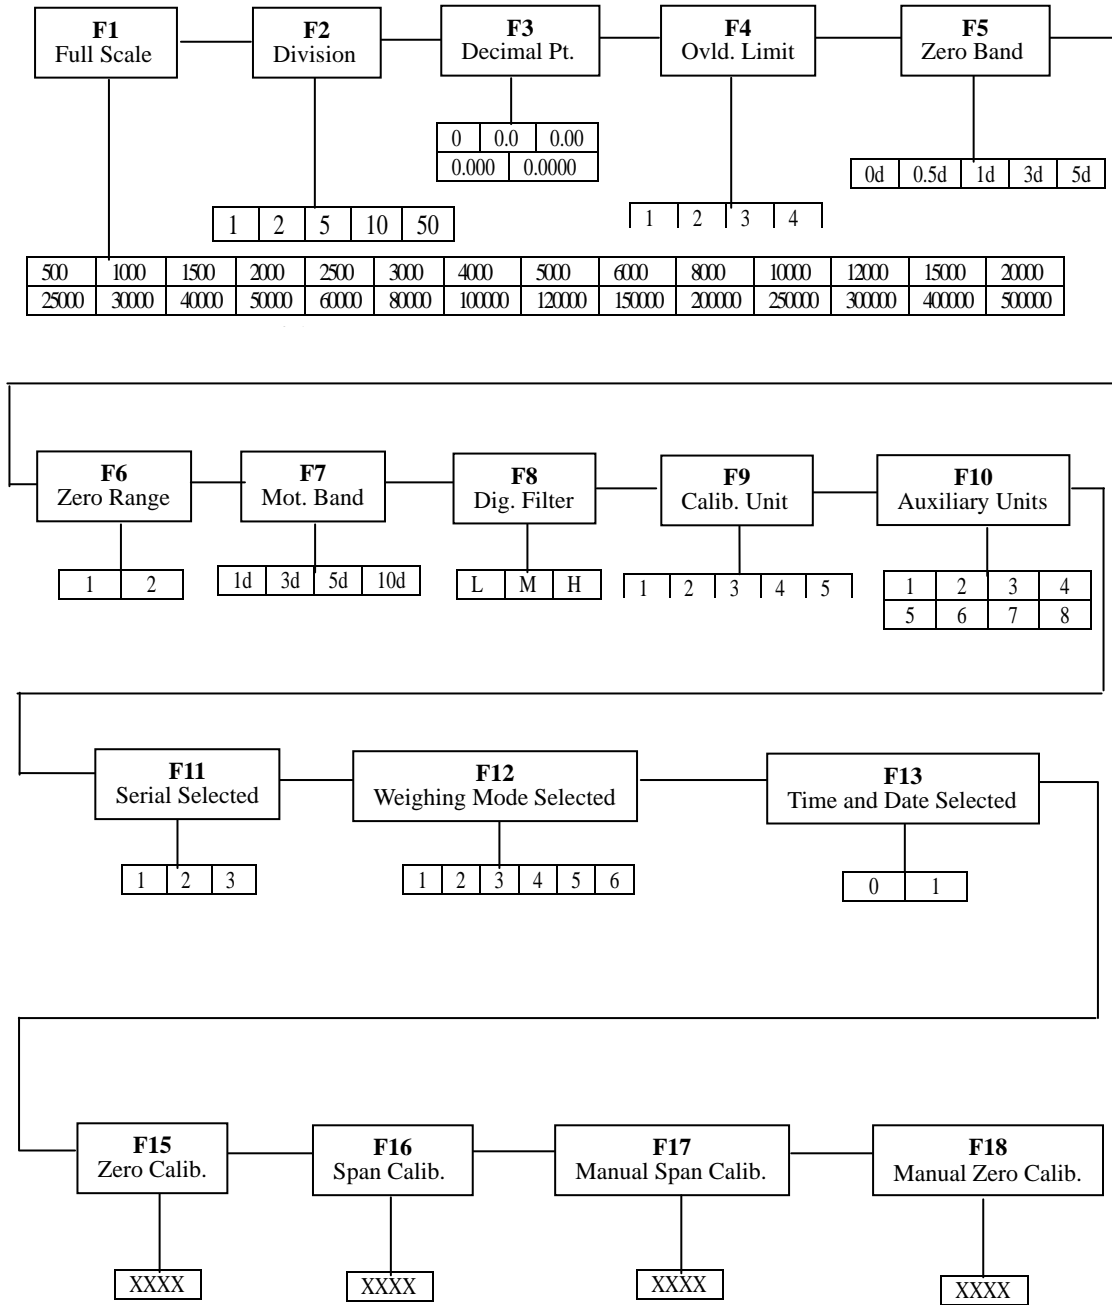 F1
Full Scale
F2
Division
F3
Decimal Pt.
F4
Ovld. Limit
F5
Zero Band
0 0.0 0.00
0.000 0.0000
0d 0.5d 1d 3d 5d
1 2 5 10 50
1 2 3 4
500 1000 1500 2000 2500 3000 4000 5000 6000 8000 10000 12000 15000 20000
25000 30000 40000 50000 60000 80000 100000 120000 150000 200000 250000 300000 400000 500000
F6
Zero Range
F7
Mot. Band
F8
Dig. Filter
F9
Calib. Unit
F10
Auxiliary Units
1 2
1d 3d 5d 10d
L M H
1 2 3 4 5
1 2 3 4
5 6 7 8
F11
Serial Selected
F12
Weighing Mode Selected
F13
Time and Date Selected
1 2 3
1 2 3 4 5 6
0 1
F15
Zero Calib.
F16
Span Calib.
F17
Manual Span Calib.
F18
Manual Zero Calib.
XXXX
XXXX
XXXX
XXXX